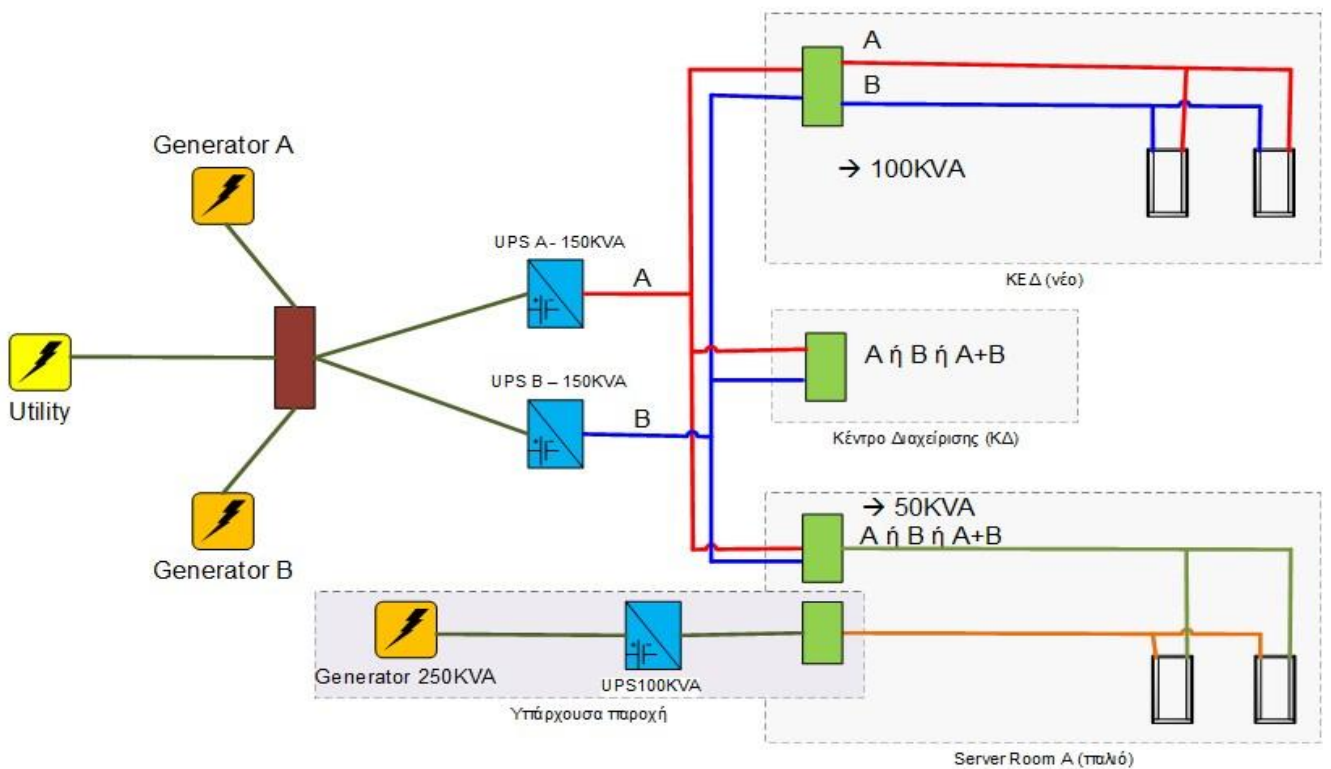 A
B
Generator A
→ 100KVA
UPS A- 150KVA
A
ΚΕΔ (νέο)
A ή B ή A+B
UPS B – 150KVA
Utility
B
Κέντρο Διαχείρισης (ΚΔ)
→ 50KVA
A ή B ή A+B
Generator B
Generator 250KVA
UPS100KVA
Υπάρχουσα παροχή
Server Room A (παλιό)